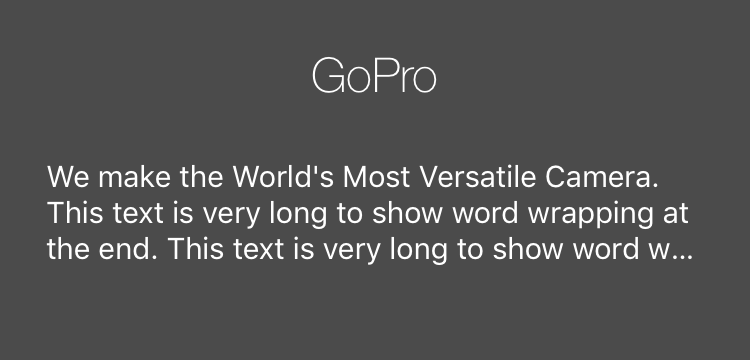 GoPro
We make the World's Most Versatile Camera.
This text is very long to show word wrapping at
the end. This text is very long to show word w...